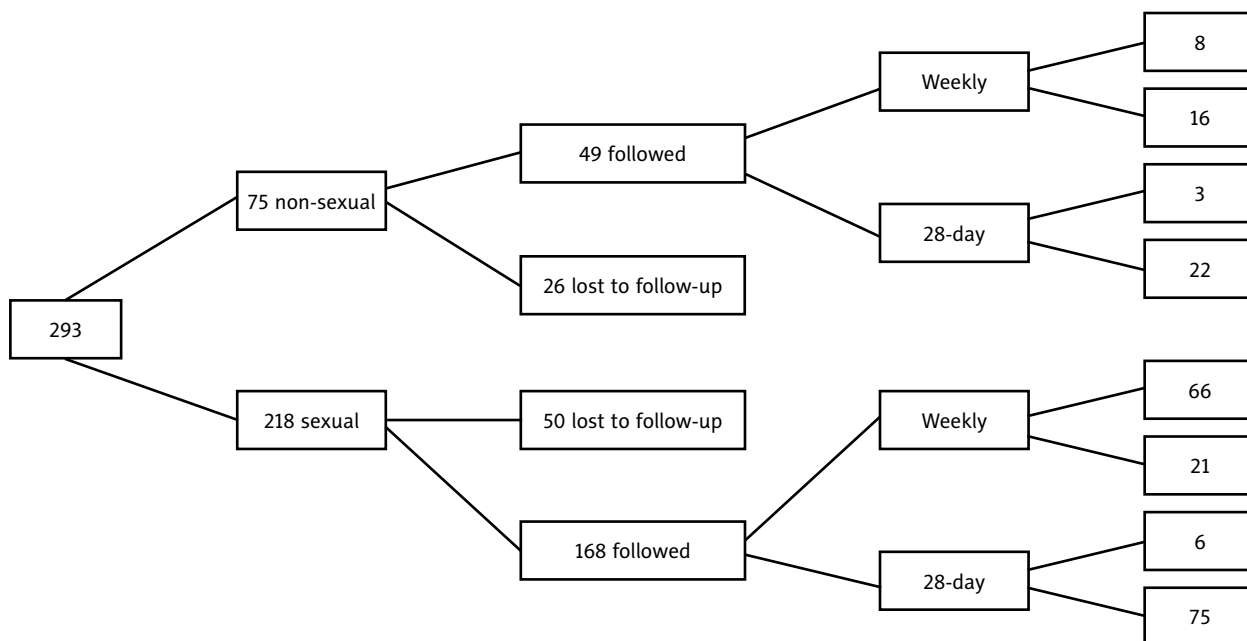 293
75 non-sexual
218 sexual
49 followed
26 lost to follow-up
50 lost to follow-up
168 followed
Weekly
28-day
Weekly
28-day
8
16
3
22
66
21
6
75